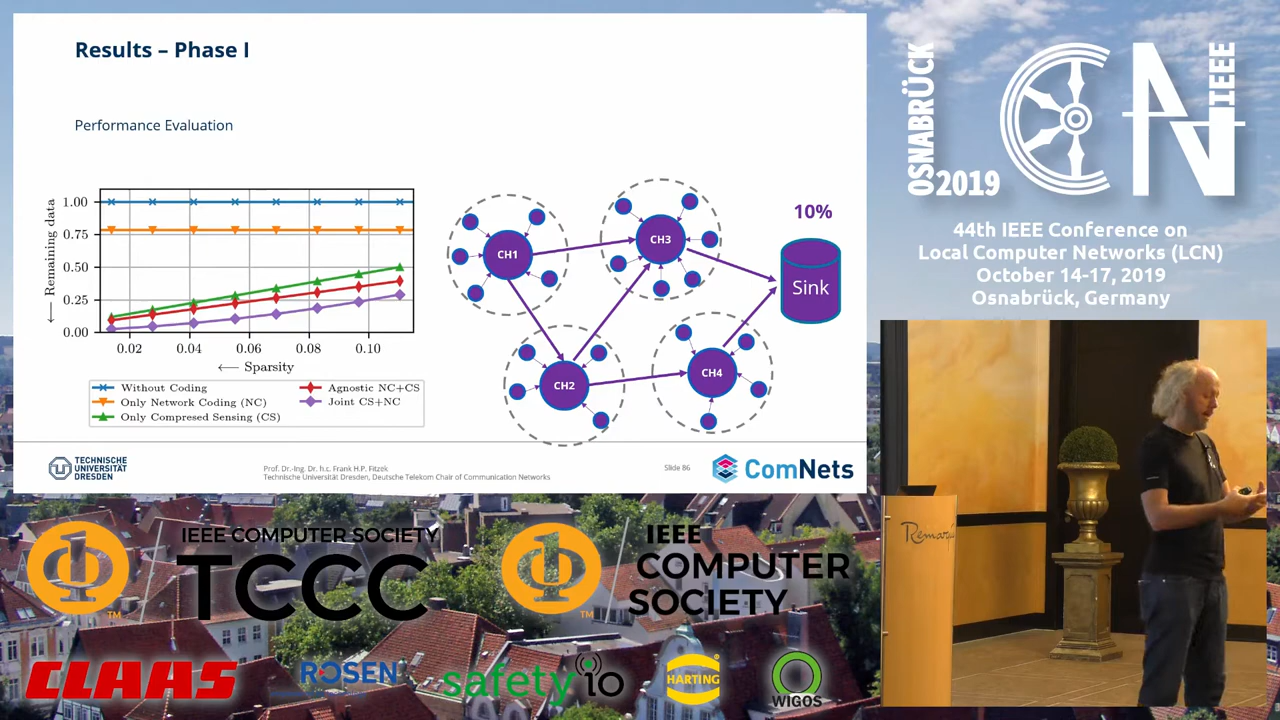 Results – Phase I
Performance Evaluation
1.00
0.75
0.50
0.25
0.00
⟵ Remaining data
0.02
0.04
0.06
0.08
0.10
⟵ Sparsity
Without Coding
Only Network Coding (NC)
Only Compresed Sensing (CS)
Agnostic NC+CS
Joint CS+NC
CH1
CH2
CH3
CH4
10%
Sink
TECHNISCHE
UNIVERSITÄT
DRESDEN
Prof. Dr.-Ing. Dr. h.c. Frank H.P. Fitzek
Technische Universität Dresden, Deutsche Telekom Chair of Communication Networks
Slide 86
ComNets
OSNABRÜCK
2019
LCN
IEEE
44th IEEE Conference on
Local Computer Networks (LCN)
October 14-17, 2019
Osnabrück, Germany
IEEE COMPUTER SOCIETY
TCCC
TM
IEEE
COMPUTER
SOCIETY
TM
CLAAS
ROSEN
safetyio
HARTING
WIGOS